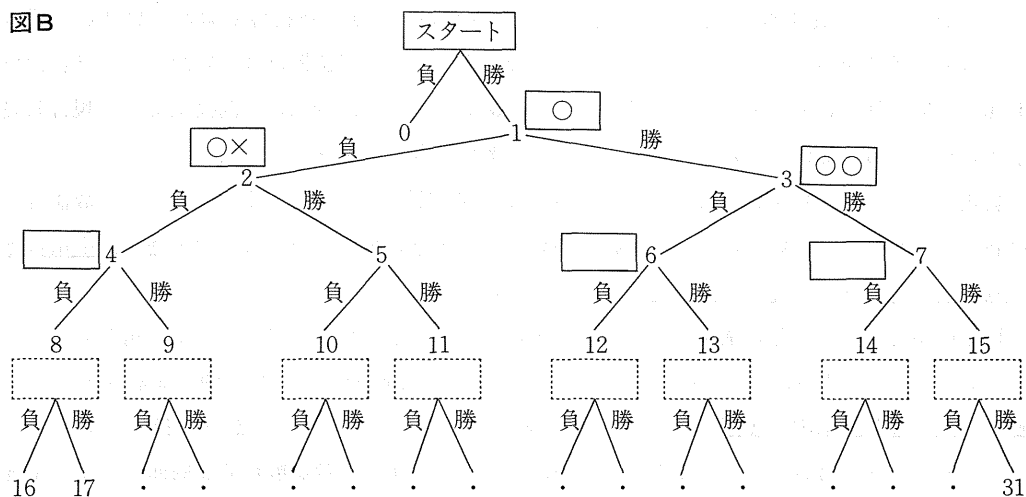 図B
スタート
負 勝
○
0 1
○×
負 勝
○○
2 3
負 勝 負 勝
4 5 6 7
負 勝 負 勝 負 勝 負 勝
8 9 10 11 12 13 14 15
負 勝 負 勝 負 勝 負 勝 負 勝 負 勝 負 勝 負 勝
16 17 ・ ・ ・ ・ ・ ・ ・ ・ ・ ・ ・ ・ ・ 31